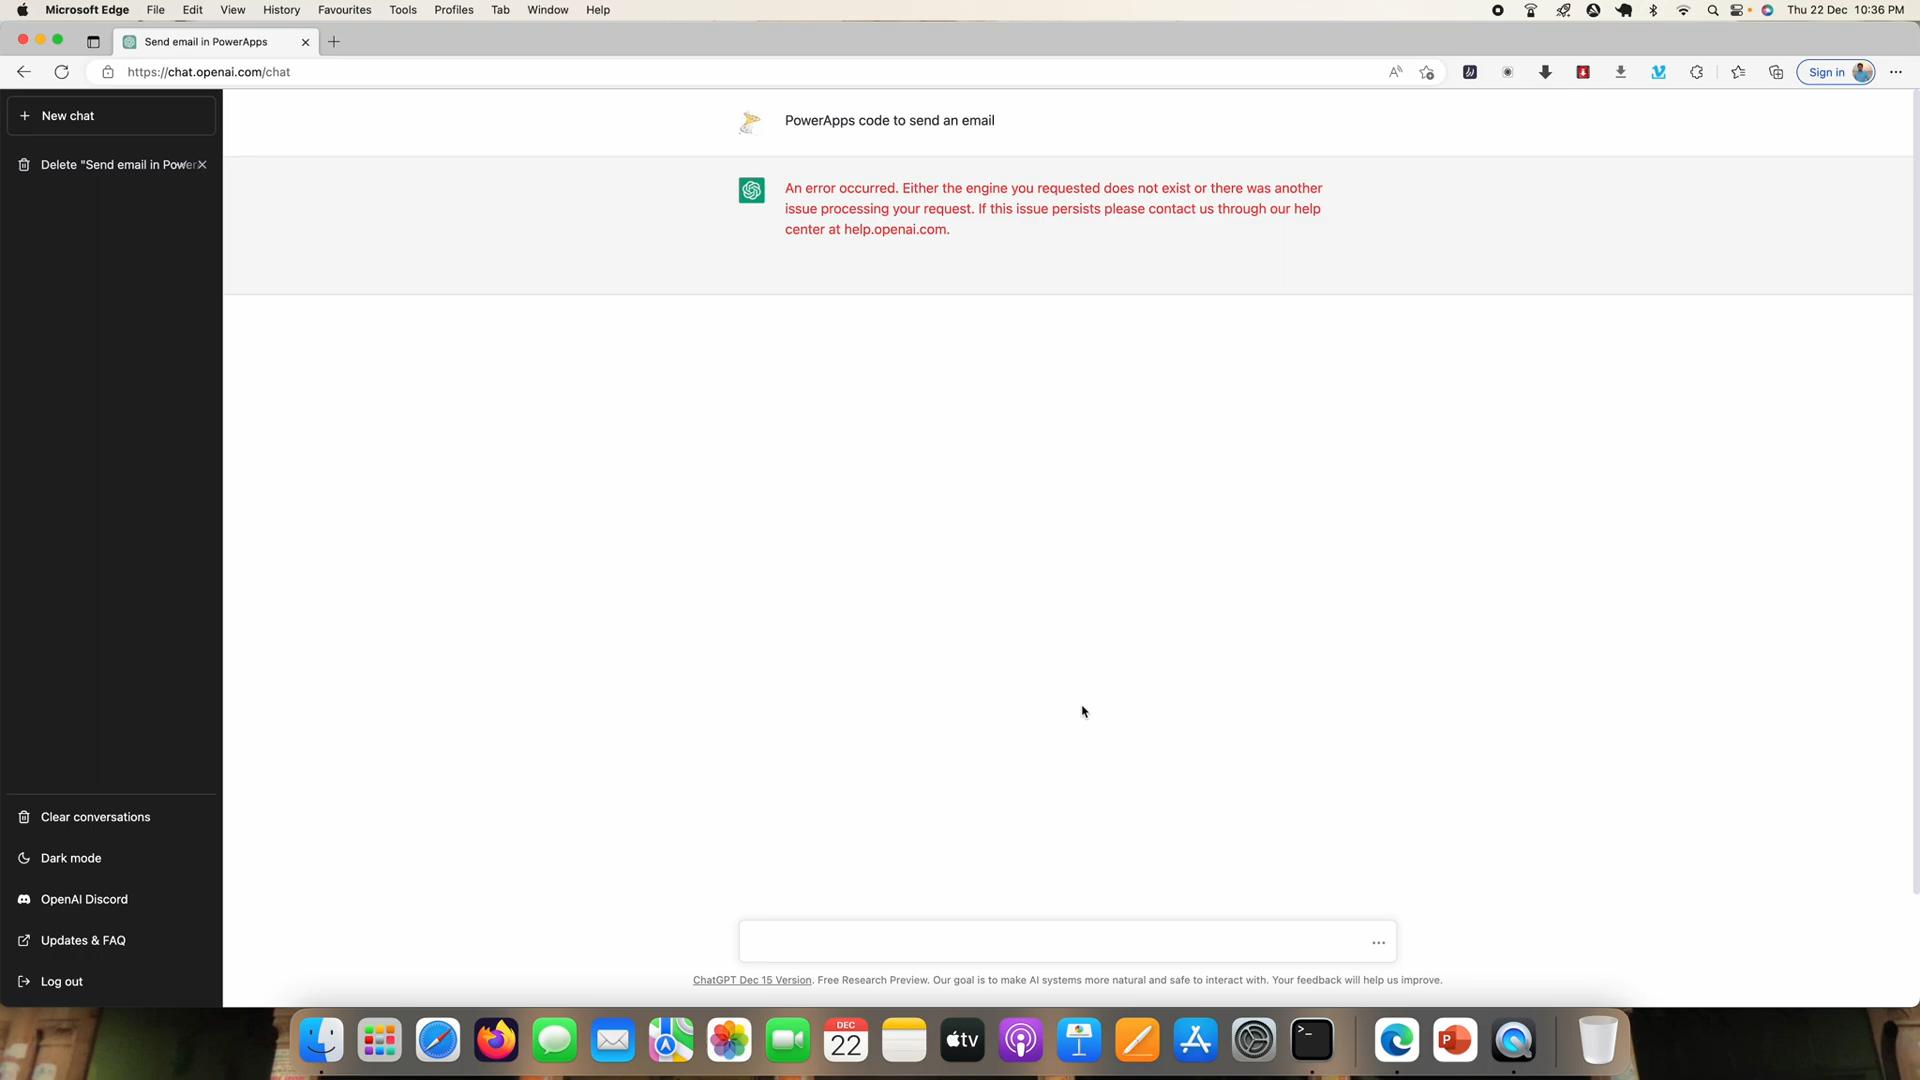 Microsoft Edge File Edit View History Favourites Tools Profiles Tab Window Help Thu 22 Dec 10:36 PM
Send email in PowerApps
https://chat.openai.com/chat
Sign in
New chat
PowerApps code to send an email
Delete "Send email in Power
An error occurred. Either the engine you requested does not exist or there was another
issue processing your request. If this issue persists please contact us through our help
center at help.openai.com.
Clear conversations
Dark mode
OpenAI Discord
Updates & FAQ
Log out
ChatGPT Dec 15 Version. Free Research Preview. Our goal is to make AI systems more natural and safe to interact with. Your feedback will help us improve.
DEC
22
tv